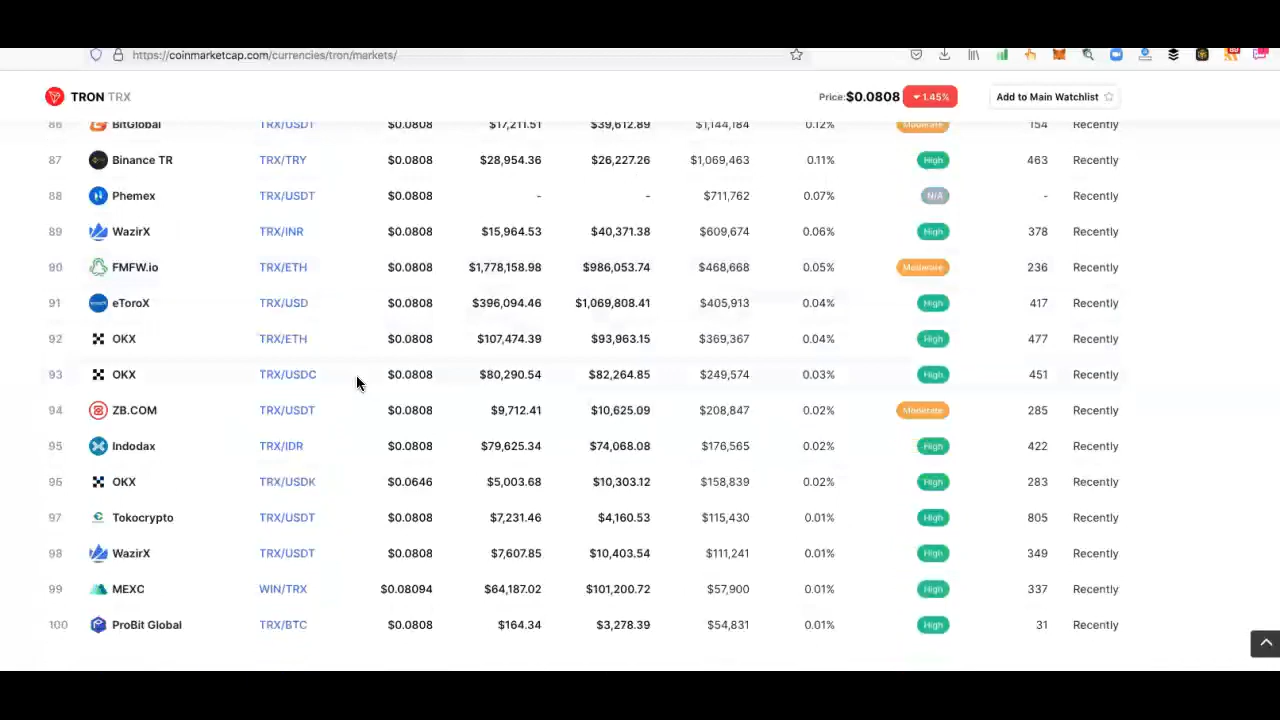 https://coinmarketcap.com/currencies/tron/markets/
TRON TRX Price:$0.0808 1.45% Add to Main Watchlist
86 BitGlobal TRX/USDT $0.0808 $17,211.51 $39,612.89 $1,144,184 0.12% Moderate 154 Recently
87 Binance TR TRX/TRY $0.0808 $28,954.36 $26,227.26 $1,069,463 0.11% High 463 Recently
88 Phemex TRX/USDT $0.0808 - - $711,762 0.07% N/A - Recently
89 WazirX TRX/INR $0.0808 $15,964.53 $40,371.38 $609,674 0.06% High 378 Recently
90 FMFW.io TRX/ETH $0.0808 $1,778,158.98 $986,053.74 $468,668 0.05% Moderate 236 Recently
91 eToroX TRX/USD $0.0808 $396,094.46 $1,069,808.41 $405,913 0.04% High 417 Recently
92 OKX TRX/ETH $0.0808 $107,474.39 $93,963.15 $369,367 0.04% High 477 Recently
93 OKX TRX/USDC $0.0808 $80,290.54 $82,264.85 $249,574 0.03% High 451 Recently
94 ZB.COM TRX/USDT $0.0808 $9,712.41 $10,625.09 $208,847 0.02% Moderate 285 Recently
95 Indodax TRX/IDR $0.0808 $79,625.34 $74,068.08 $176,565 0.02% High 422 Recently
96 OKX TRX/USDK $0.0646 $5,003.68 $10,303.12 $158,839 0.02% High 283 Recently
97 Tokocrypto TRX/USDT $0.0808 $7,231.46 $4,160.53 $115,430 0.01% High 805 Recently
98 WazirX TRX/USDT $0.0808 $7,607.85 $10,403.54 $111,241 0.01% High 349 Recently
99 MEXC WIN/TRX $0.08094 $64,187.02 $101,200.72 $57,900 0.01% High 337 Recently
100 ProBit Global TRX/BTC $0.0808 $164.34 $3,278.39 $54,831 0.01% High 31 Recently